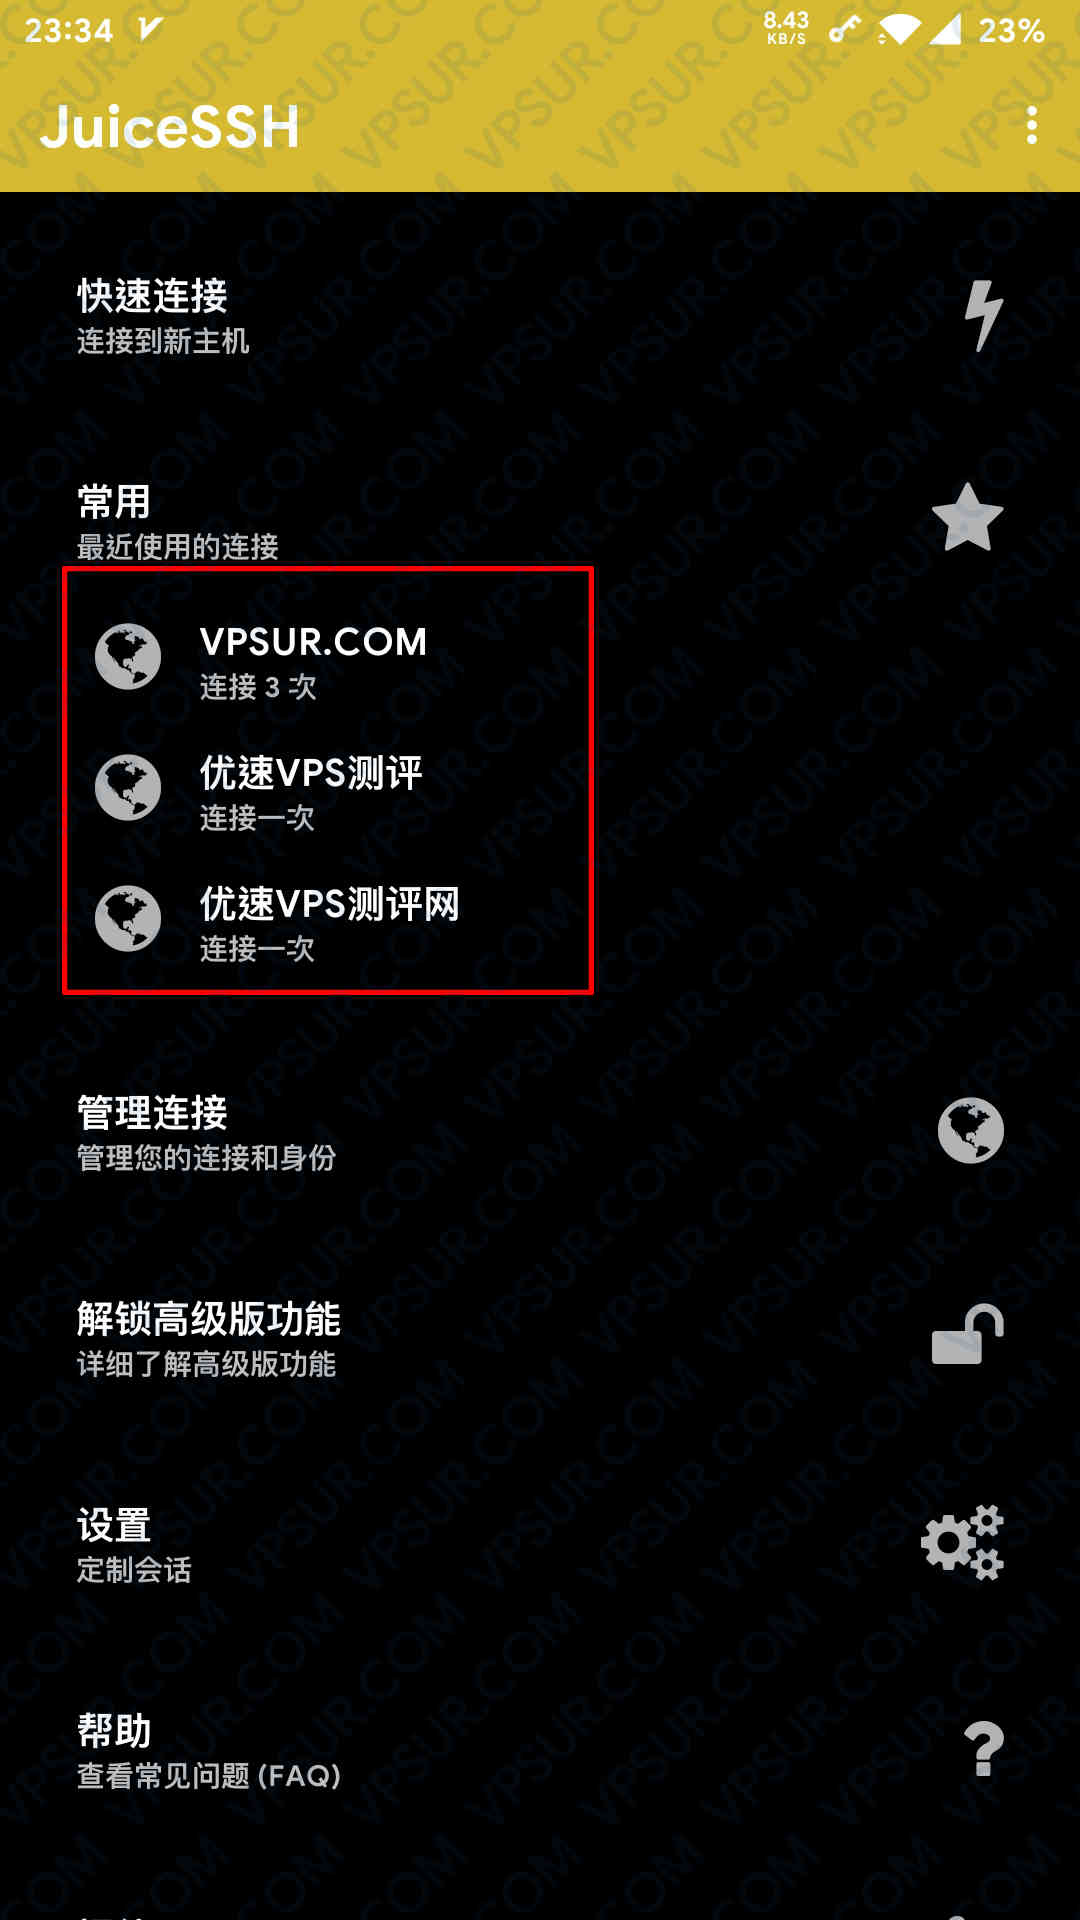 23:34
8.43
KB/S
23%
JuiceSSH
快速连接
连接到新主机
常用
最近使用的连接
VPSUR.COM
连接 3 次
优速VPS测评
连接一次
优速VPS测评网
连接一次
管理连接
管理您的连接和身份
解锁高级版功能
详细了解高级版功能
设置
定制会话
帮助
查看常见问题 (FAQ)